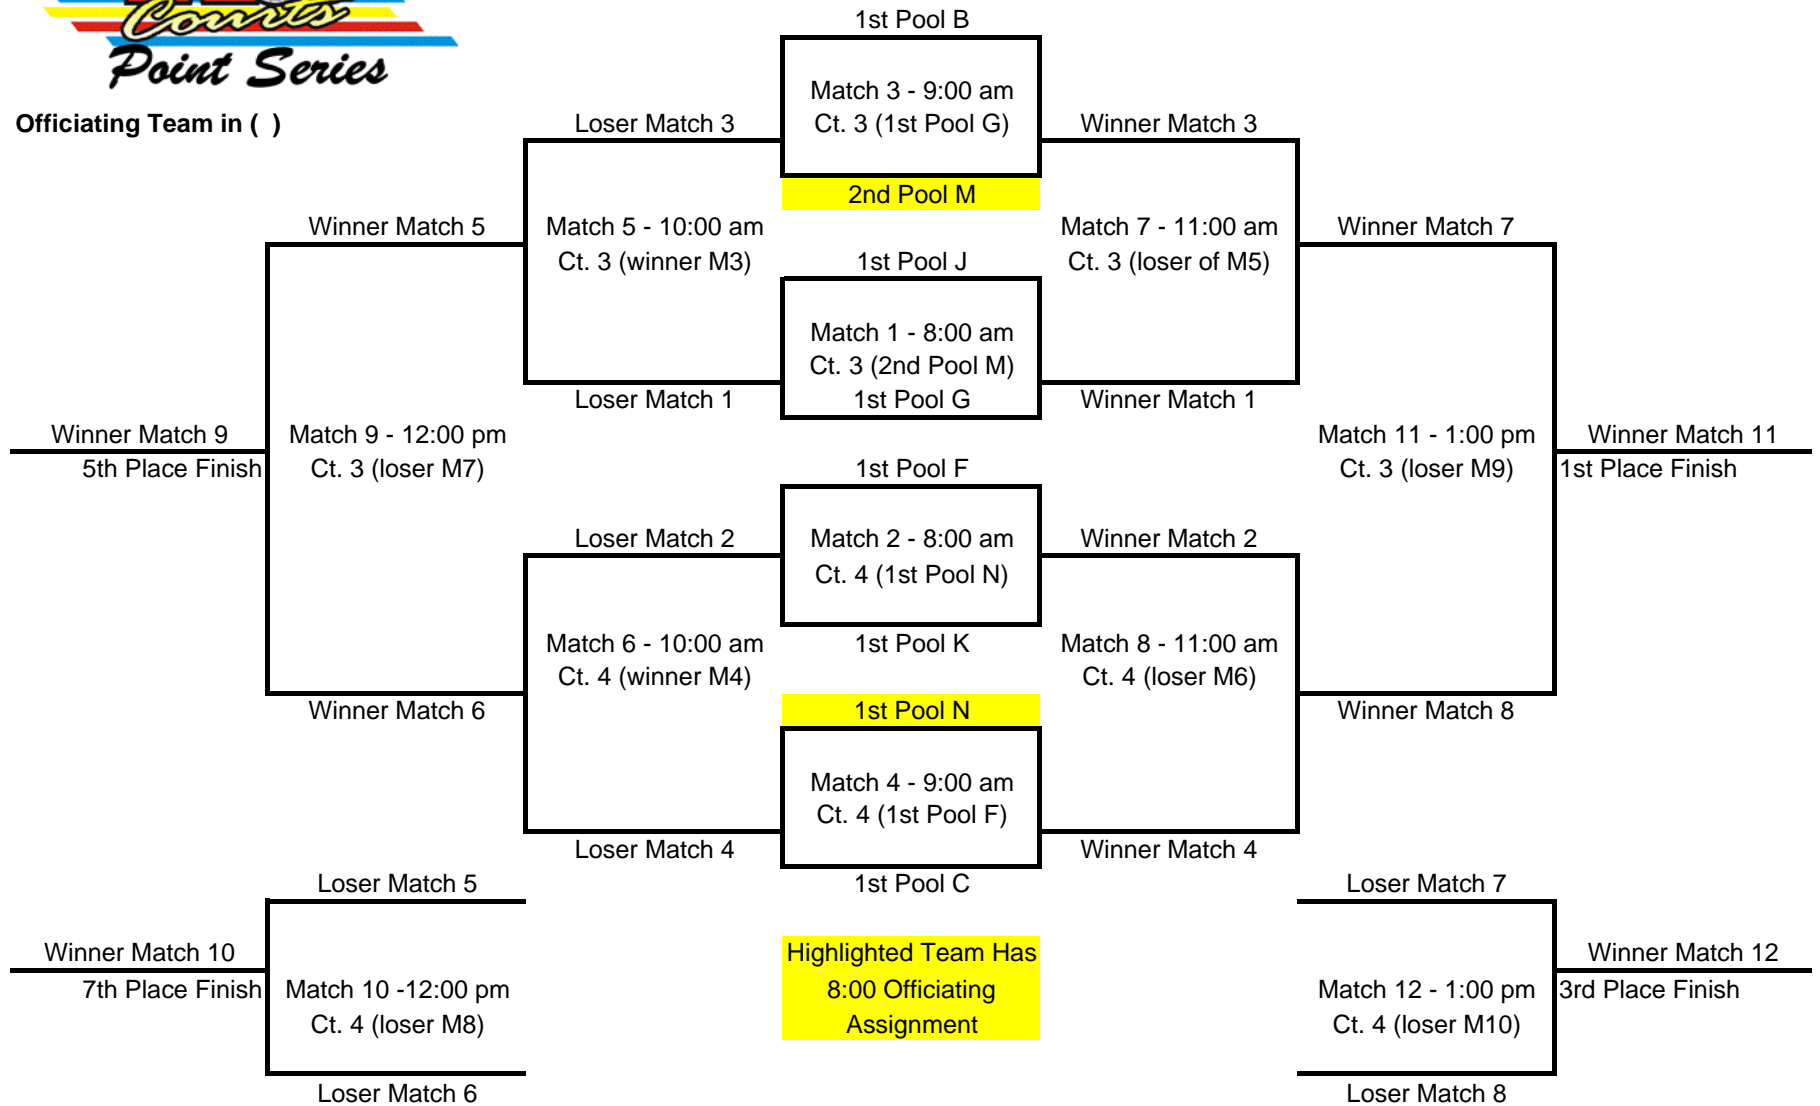 Courts
Point Series
Officiating Team in ( )
1st Pool B
Match 3 - 9:00 am
Ct. 3 (1st Pool G)
Loser Match 3
Winner Match 3
2nd Pool M
Winner Match 5
Match 5 - 10:00 am
Ct. 3 (winner M3)
Match 7 - 11:00 am
Ct. 3 (loser of M5)
Winner Match 7
1st Pool J
Match 1 - 8:00 am
Ct. 3 (2nd Pool M)
1st Pool G
Loser Match 1
Winner Match 1
Winner Match 9
5th Place Finish
Match 9 - 12:00 pm
Ct. 3 (loser M7)
Match 11 - 1:00 pm
Ct. 3 (loser M9)
Winner Match 11
1st Place Finish
1st Pool F
Loser Match 2
Match 2 - 8:00 am
Ct. 4 (1st Pool N)
Winner Match 2
1st Pool K
Match 6 - 10:00 am
Ct. 4 (winner M4)
Match 8 - 11:00 am
Ct. 4 (loser M6)
Winner Match 6
1st Pool N
Winner Match 8
Match 4 - 9:00 am
Ct. 4 (1st Pool F)
Loser Match 4
Winner Match 4
1st Pool C
Loser Match 5
Loser Match 7
Winner Match 10
7th Place Finish
Match 10 -12:00 pm
Ct. 4 (loser M8)
Highlighted Team Has
8:00 Officiating
Assignment
Match 12 - 1:00 pm
Ct. 4 (loser M10)
Winner Match 12
3rd Place Finish
Loser Match 6
Loser Match 8